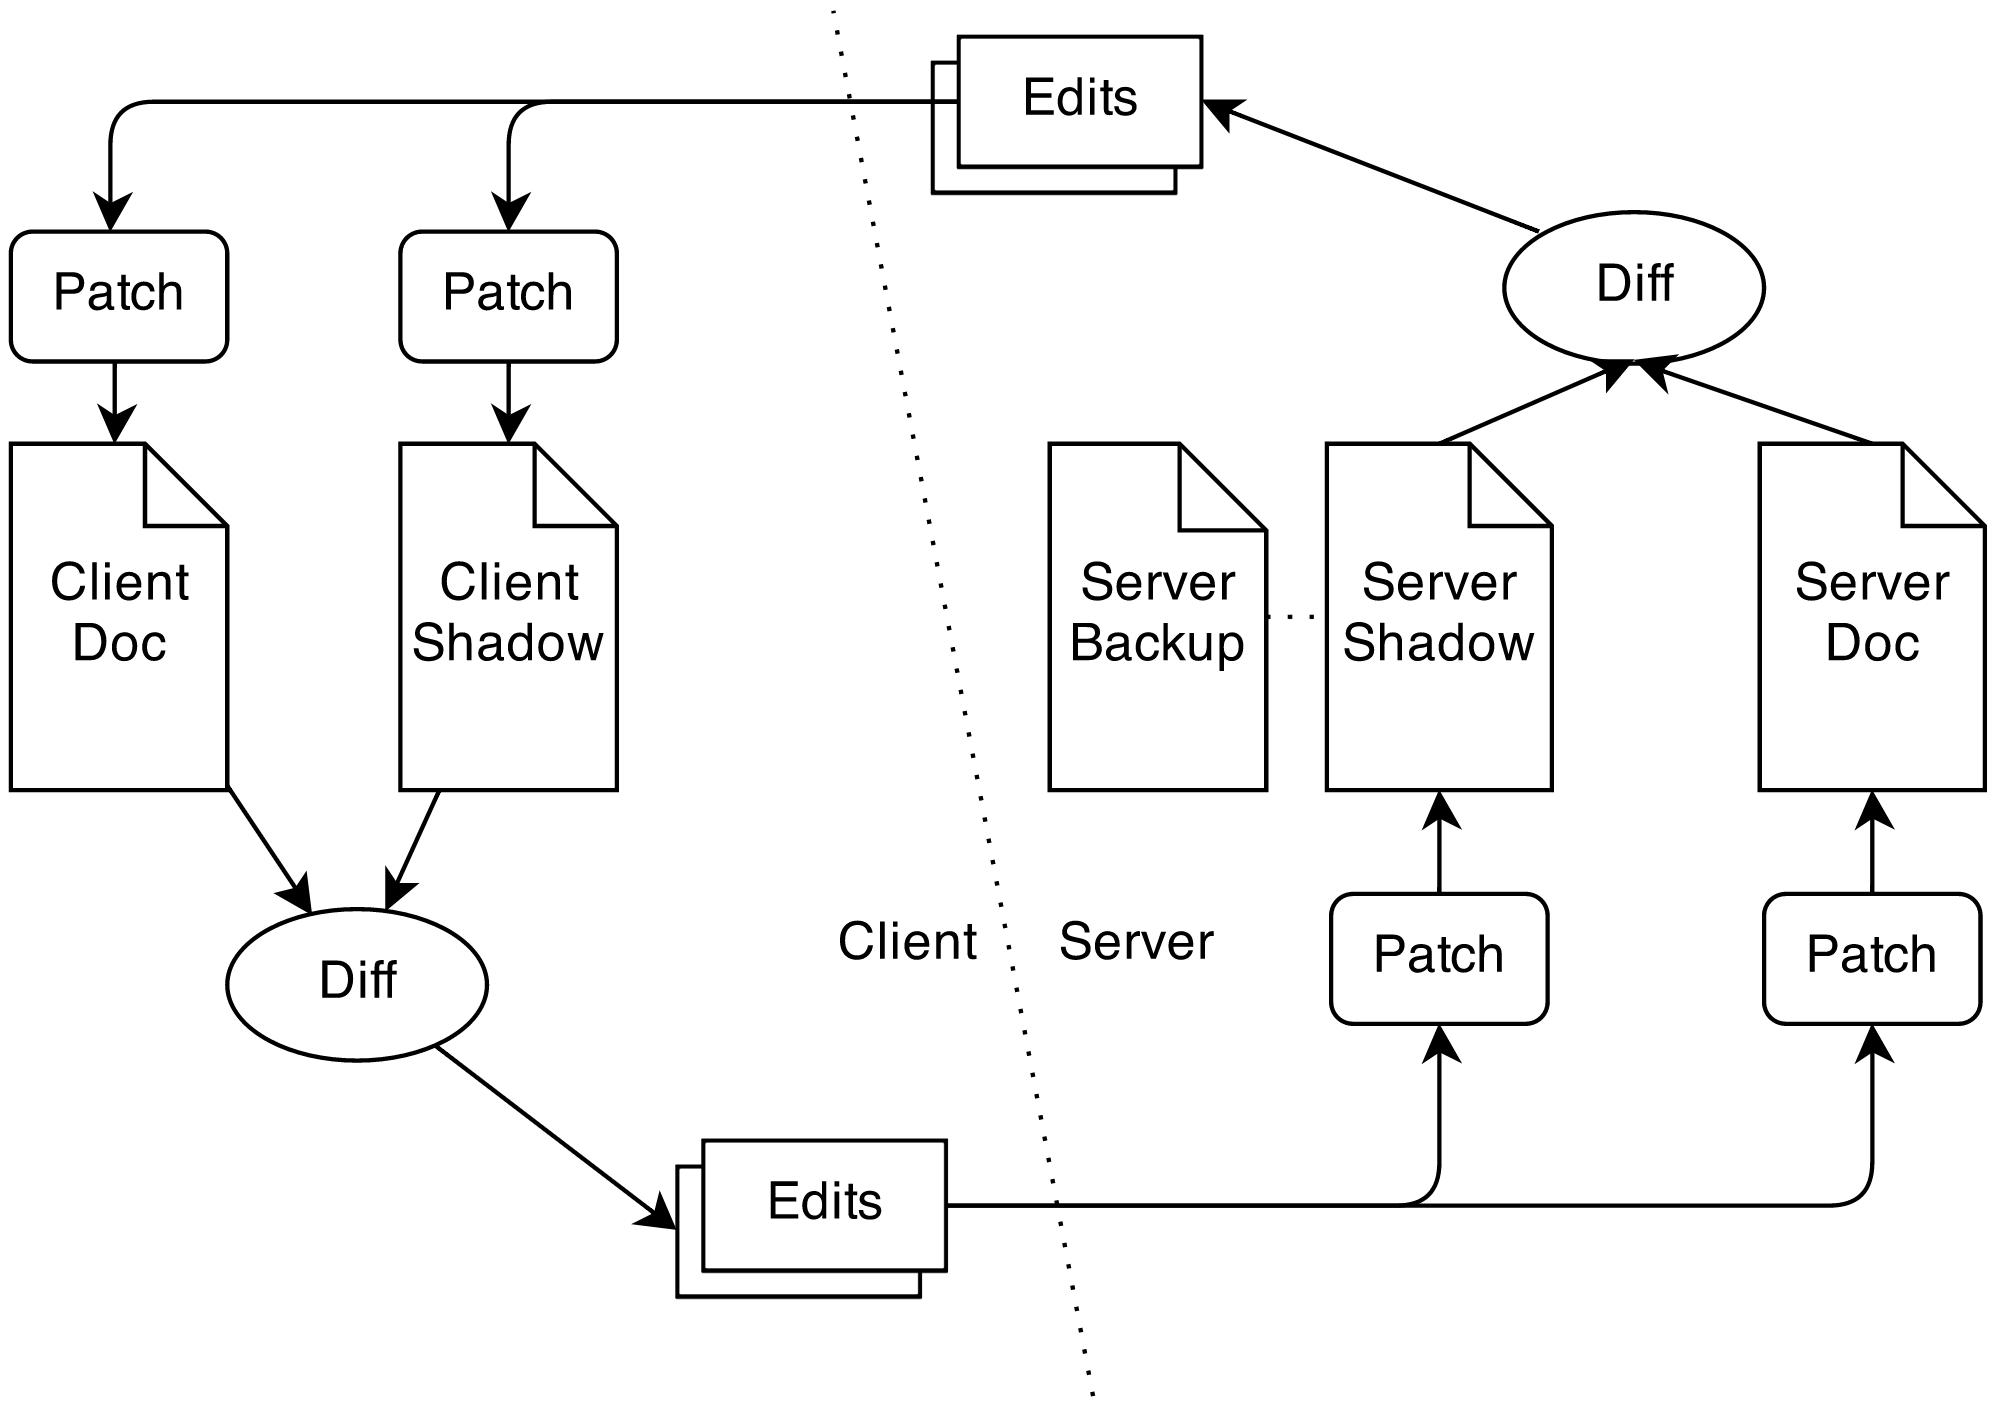 Edits
Patch
Patch
Diff
Client
Doc
Client
Shadow
Server
Backup
Server
Shadow
Server
Doc
Diff
Client
Server
Patch
Patch
Edits